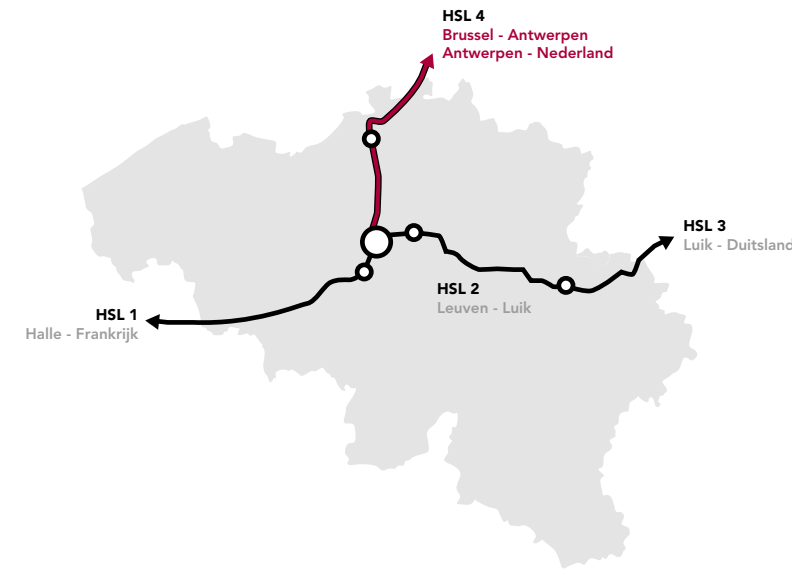 HSL 4
Brussel - Antwerpen
Antwerpen - Nederland
HSL 3
Luik - Duitsland
HSL 2
Leuven - Luik
HSL 1
Halle - Frankrijk